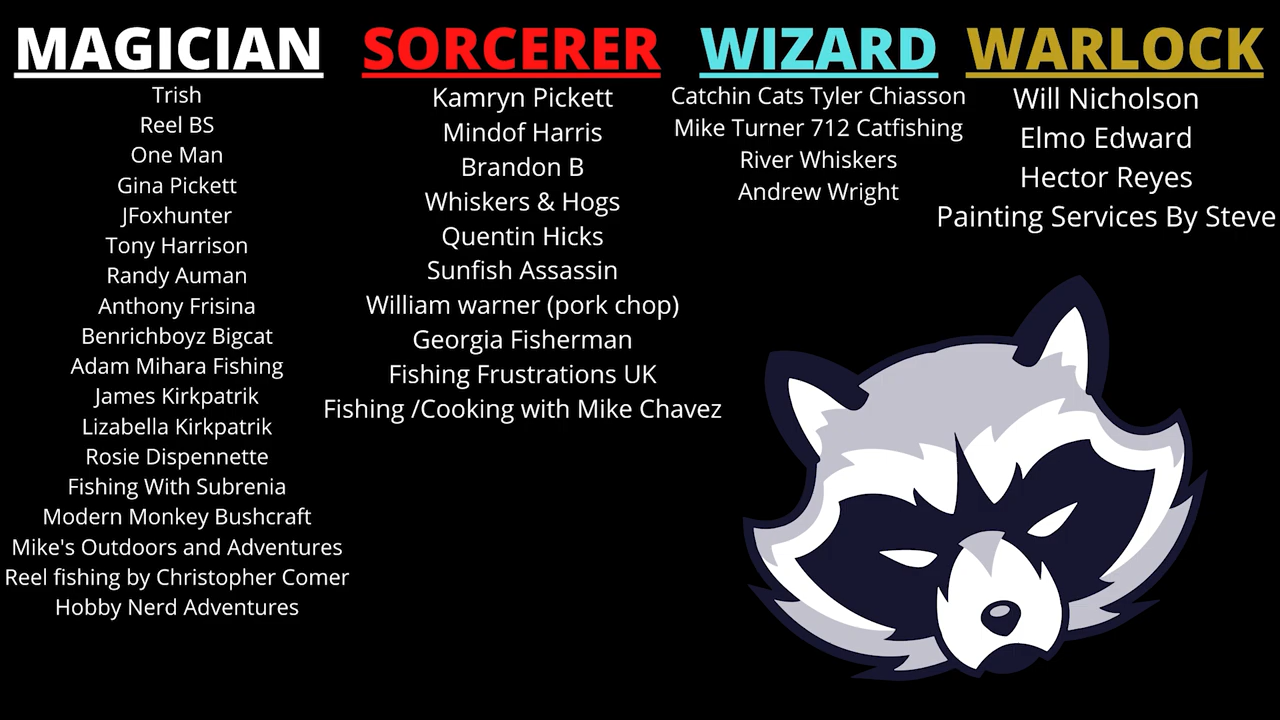 MAGICIAN
Trish
Reel BS
One Man
Gina Pickett
JFoxhunter
Tony Harrison
Randy Auman
Anthony Frisina
Benrichboyz Bigcat
Adam Mihara Fishing
James Kirkpatrik
Lizabella Kirkpatrik
Rosie Dispennette
Fishing With Subrenia
Modern Monkey Bushcraft
Mike's Outdoors and Adventures
Reel fishing by Christopher Comer
Hobby Nerd Adventures
SORCERER
Kamryn Pickett
Mindof Harris
Brandon B
Whiskers & Hogs
Quentin Hicks
Sunfish Assassin
William warner (pork chop)
Georgia Fisherman
Fishing Frustrations UK
Fishing /Cooking with Mike Chavez
WIZARD
Catchin Cats Tyler Chiasson
Mike Turner 712 Catfishing
River Whiskers
Andrew Wright
WARLOCK
Will Nicholson
Elmo Edward
Hector Reyes
Painting Services By Steve